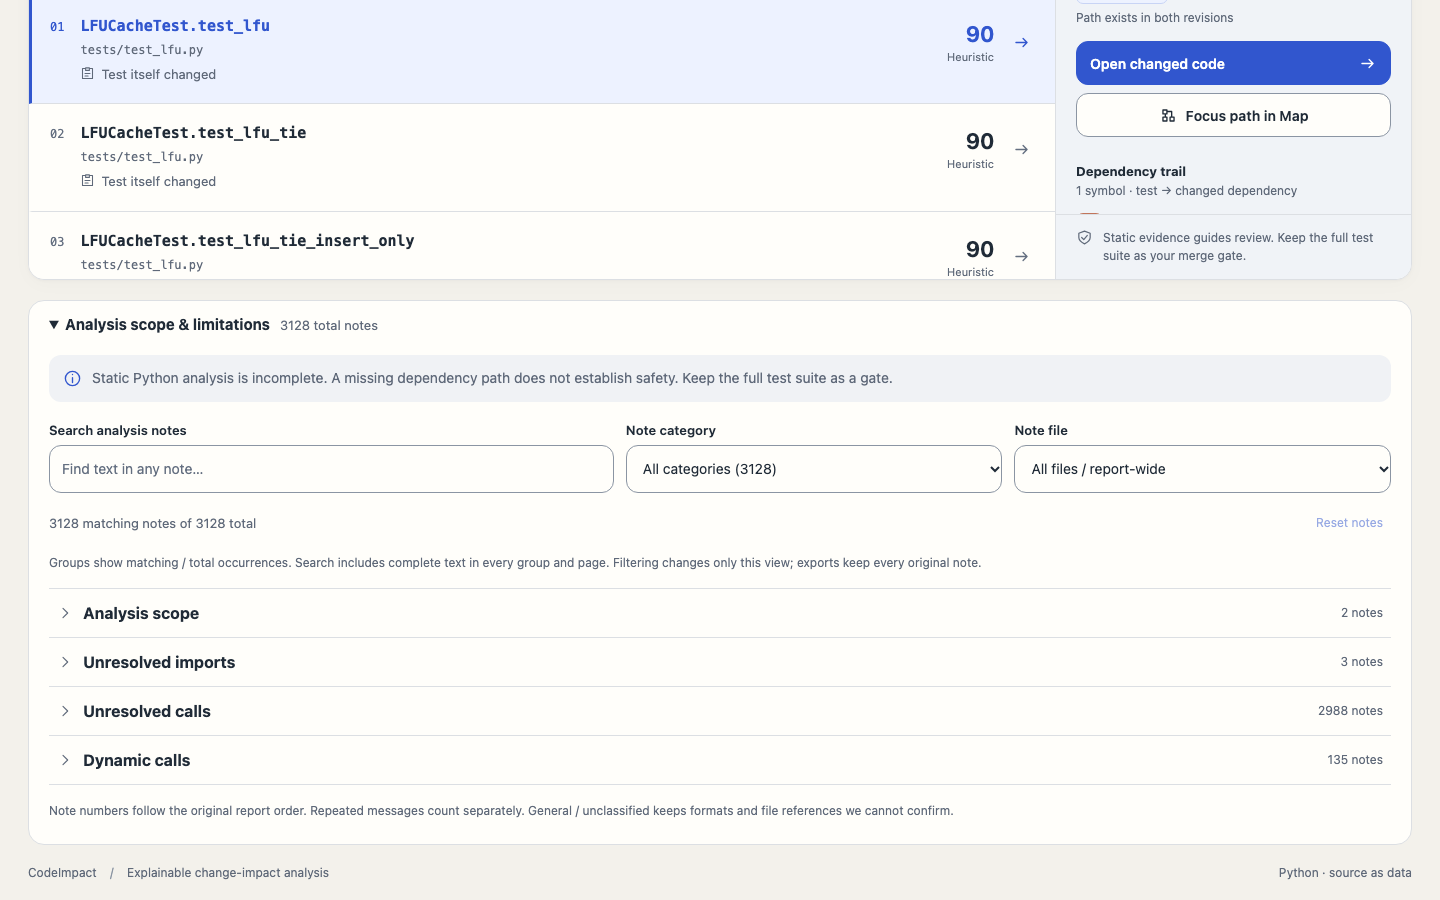 01 LFUCacheTest.test_lfu
tests/test_lfu.py
Test itself changed
90
Heuristic
02 LFUCacheTest.test_lfu_tie
tests/test_lfu.py
Test itself changed
90
Heuristic
03 LFUCacheTest.test_lfu_tie_insert_only
tests/test_lfu.py
90
Heuristic
Path exists in both revisions
Open changed code
Focus path in Map
Dependency trail
1 symbol · test → changed dependency
Static evidence guides review. Keep the full test
suite as your merge gate.
Analysis scope & limitations 3128 total notes
Static Python analysis is incomplete. A missing dependency path does not establish safety. Keep the full test suite as a gate.
Search analysis notes
Find text in any note...
Note category
All categories (3128)
Note file
All files / report-wide
3128 matching notes of 3128 total
Reset notes
Groups show matching / total occurrences. Search includes complete text in every group and page. Filtering changes only this view; exports keep every original note.
Analysis scope 2 notes
Unresolved imports 3 notes
Unresolved calls 2988 notes
Dynamic calls 135 notes
Note numbers follow the original report order. Repeated messages count separately. General / unclassified keeps formats and file references we cannot confirm.
CodeImpact / Explainable change-impact analysis
Python · source as data